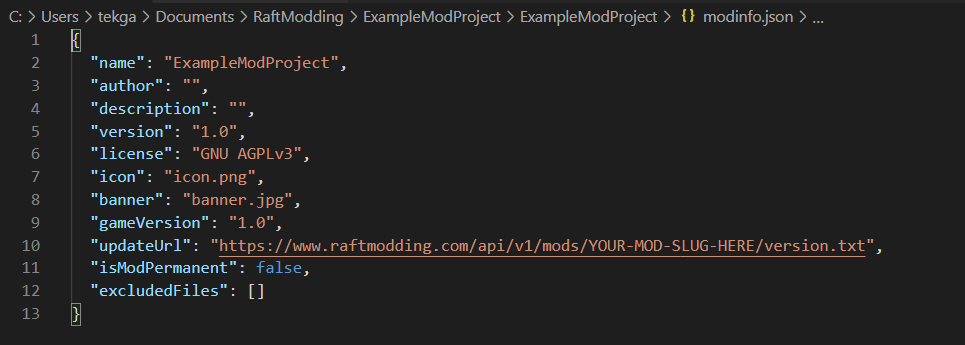 C: > Users > tekga > Documents > RaftModding > ExampleModProject > ExampleModProject > {} modinfo.json > ...
1 {
2 "name": "ExampleModProject",
3 "author": "",
4 "description": "",
5 "version": "1.0",
6 "license": "GNU AGPLv3",
7 "icon": "icon.png",
8 "banner": "banner.jpg",
9 "gameVersion": "1.0",
10 "updateUrl": "https://www.raftmodding.com/api/v1/mods/YOUR-MOD-SLUG-HERE/version.txt",
11 "isModPermanent": false,
12 "excludedFiles": []
13 }